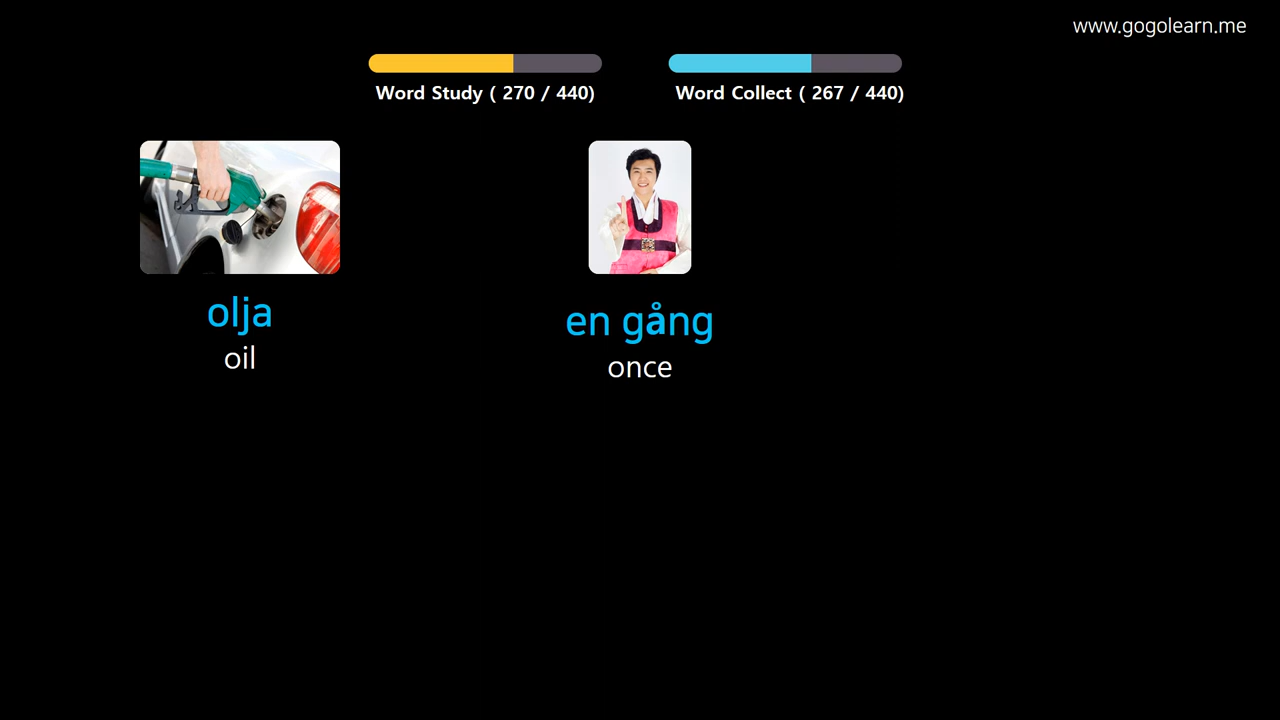 www.gogolearn.me
Word Study ( 270 / 440)
Word Collect ( 267 / 440)
olja
oil
en gång
once